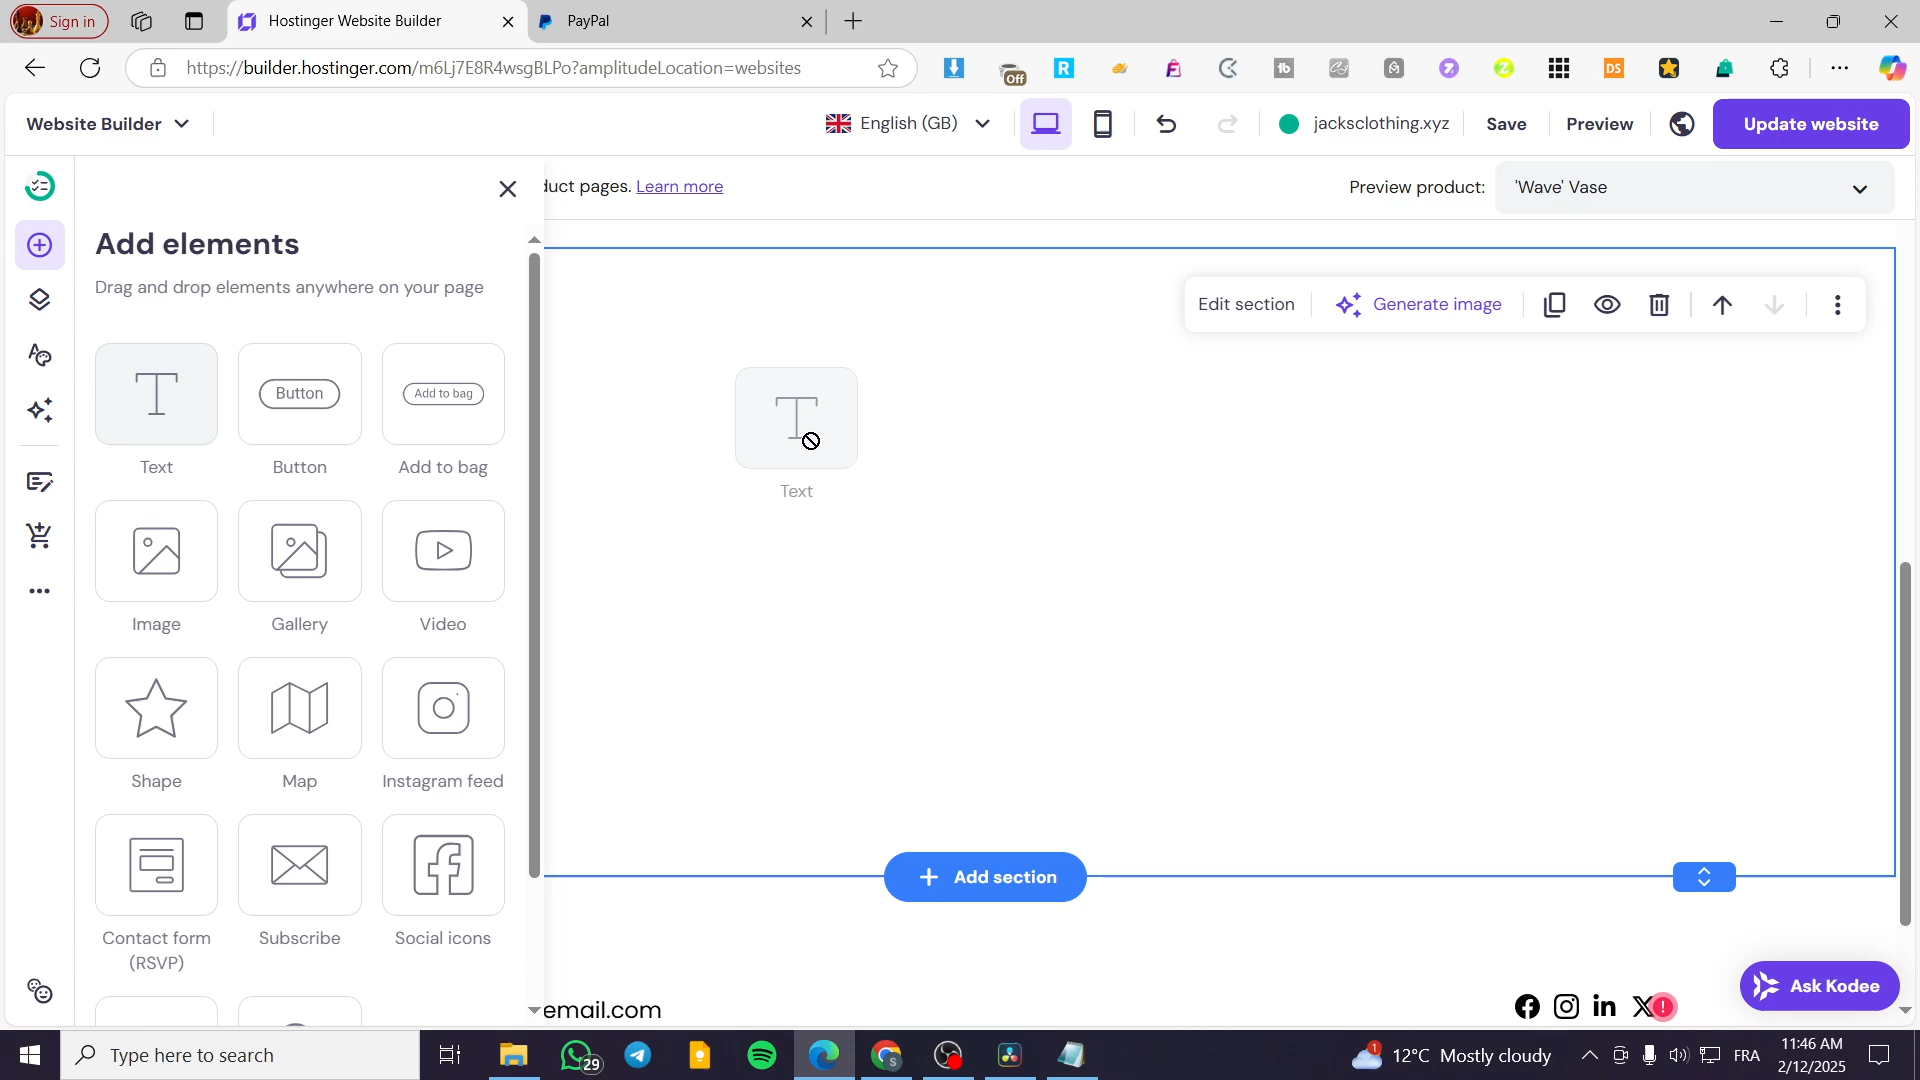 Sign in
Hostinger Website Builder
PayPal
https://builder.hostinger.com/m6Lj7E8R4wsgBLPo?amplitudeLocation=websites
Off
Website Builder
English (GB)
jacksclothing.xyz
Save
Preview
Update website
duct pages. Learn more
Preview product:
'Wave' Vase
Add elements
Drag and drop elements anywhere on your page
Edit section
Generate image
Button
Add to bag
Text
Button
Add to bag
Text
Image
Gallery
Video
Shape
Map
Instagram feed
Add section
Contact form
(RSVP)
Subscribe
Social icons
Ask Kodee
email.com
Type here to search
29
1
12°C Mostly cloudy
FRA
11:46 AM
2/12/2025